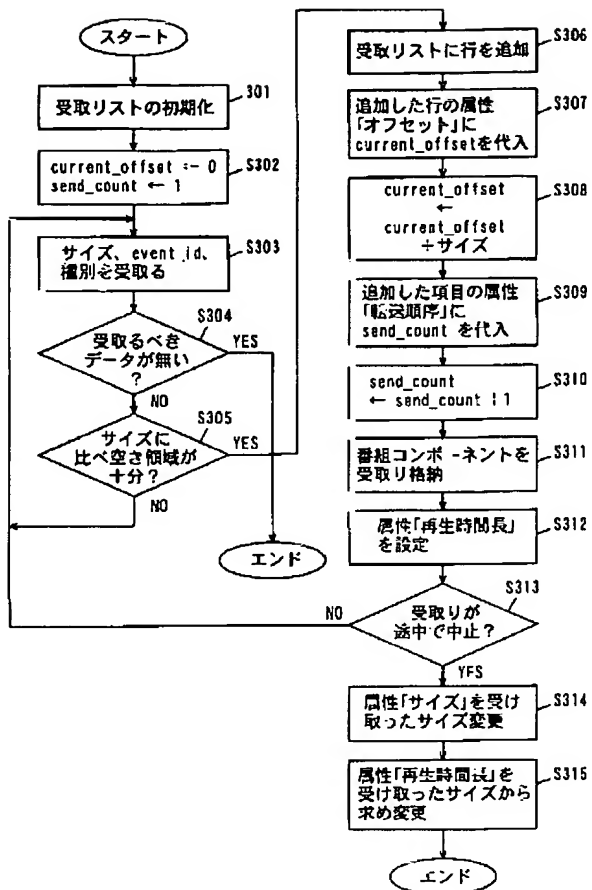 スタート
受取リストの初期化
301
current_offset ← 0
send_count ← 1
S302
サイズ、event_id、
種別を受取る
S303
受取るべき
データが無い
?
S304
YES
NO
サイズに
比べ空き領域が
十分?
S305
YES
NO
エンド
受取リストに行を追加
S306
追加した行の属性
「オフセット」に
current_offsetを代入
S307
current_offset
←
current_offset
+サイズ
S308
追加した項目の属性
「転送順序」に
send_count を代入
S309
send_count
← send_count + 1
S310
番組コンポーネントを
受取り格納
S311
属性「再生時間長」
を設定
S312
受取りが
途中で中止?
S313
NO
YES
属性「サイズ」を受け
取ったサイズ変更
S314
属性「再生時間長」を
受け取ったサイズから
求め変更
S315
エンド